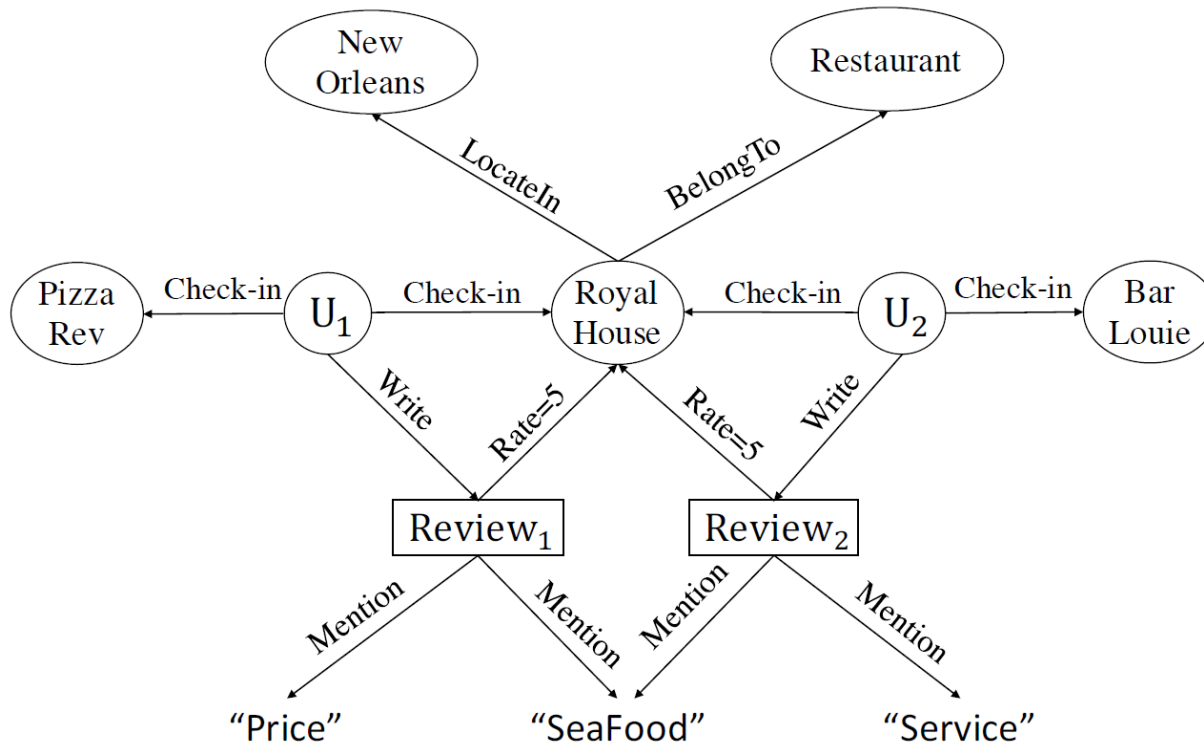 New
Orleans
Restaurant
LocateIn
BelongTo
Pizza
Rev
Check-in
U₁
Check-in
Royal
House
Check-in
U₂
Check-in
Bar
Louie
Write
Rate=5
Rate=5
Write
Review₁
Review₂
Mention
Mention
Mention
Mention
“Price”
“SeaFood”
“Service”